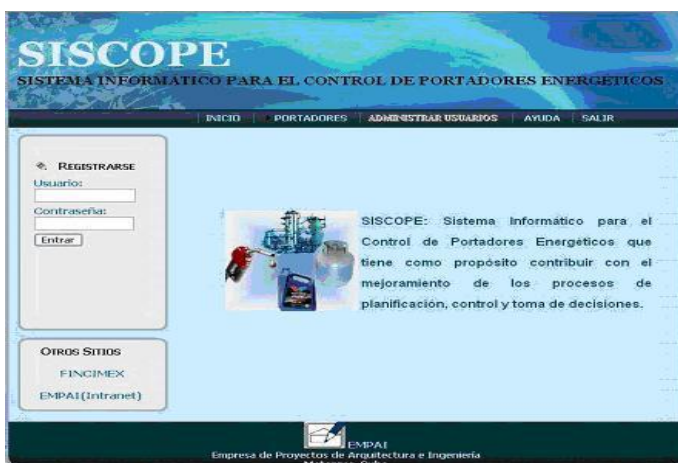 SISCOPE
SISTEMA INFORMATICO PARA EL CONTROL DE PORTADORES ENERGETICOS
INICIO PORTADORES ADMINISTRAR USUARIOS AYUDA SALIR
REGISTRARSE
Usuario:
Contraseña:
Entrar
SISCOPE: Sistema Informático para el
Control de Portadores Energéticos que
tiene como propósito contribuir con el
mejoramiento de los procesos de
planificación, control y toma de decisiones.
OTROS SITIOS
FINCIMEX
EMPAI(Intranet)
EMPAI
Empresa de Proyectos de Arquitectura e Ingeniería